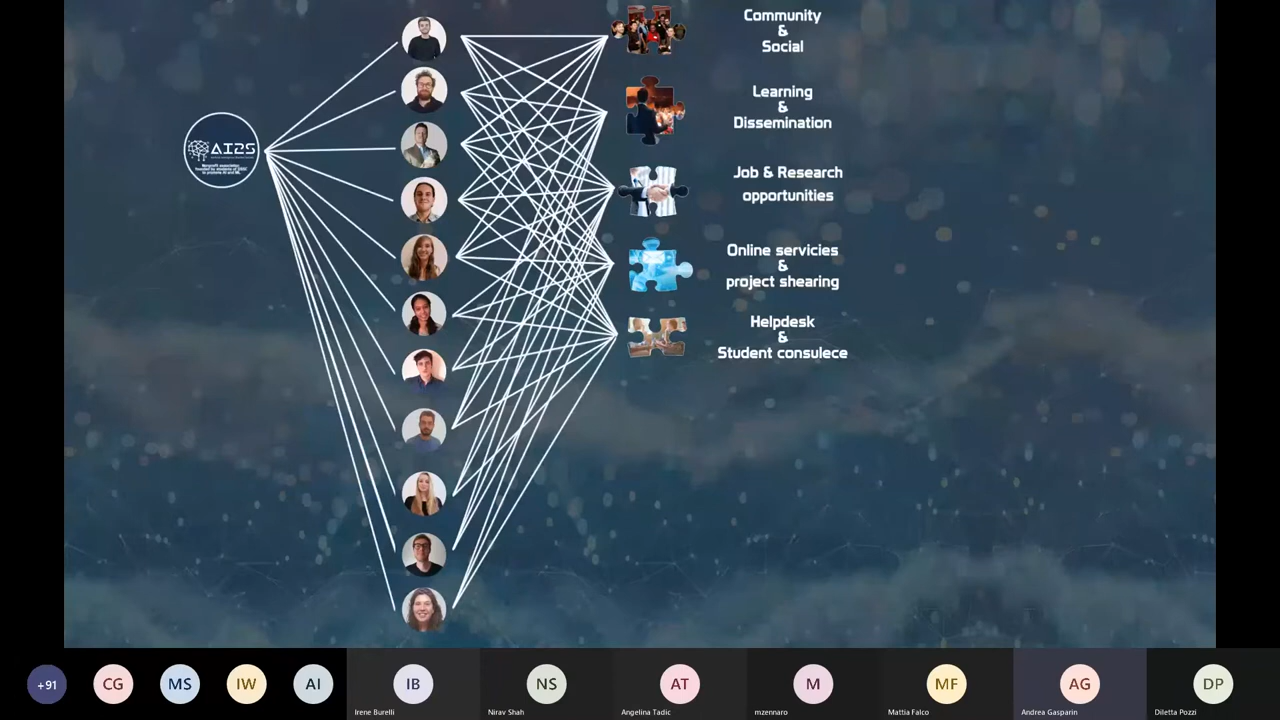 Community
&
Social
Learning
&
Dissemination
AI2S
Job & Research
opportunities
Online servicies
&
project shearing
Helpdesk
&
Student consulece
+91
CG
MS
IW
AI
IB
NS
AT
M
MF
AG
DP
Irene Burelli
Nirav Shah
Angelina Tadic
mzennaro
Mattia Falco
Andrea Gasparin
Diletta Pozzi